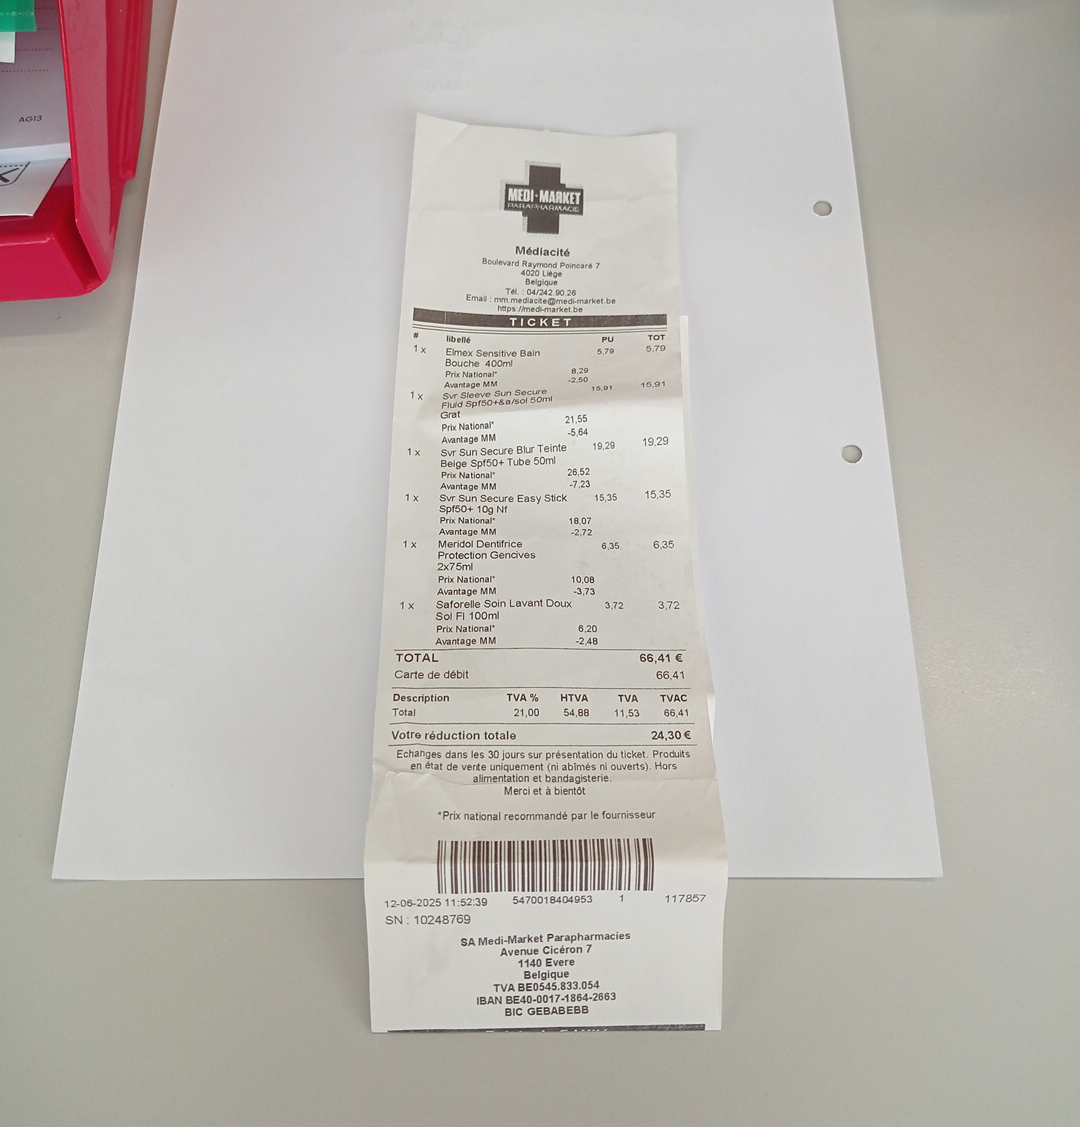 AG13
MEDI-MARKET
PARAPHARMACIE
Médiacité
Boulevard Raymond Poincaré 7
4020 Liège
Belgique
Tél. : 04/242.90.26
Email : mm.mediacite@medi-market.be
https://medi-market.be
TICKET
# libellé PU TOT
1 x Elmex Sensitive Bain 5,79 5,79
Bouche 400ml
Prix National* 8,29
Avantage MM -2,50
1 x Svr Sleeve Sun Secure 15,91 15,91
Fluid Spf50+&a/sol 50ml
Grat
Prix National* 21,55
Avantage MM -5,64
1 x Svr Sun Secure Blur Teinte 19,29 19,29
Beige Spf50+ Tube 50ml
Prix National* 26,52
Avantage MM -7,23
1 x Svr Sun Secure Easy Stick 15,35 15,35
Spf50+ 10g Nf
Prix National* 18,07
Avantage MM -2,72
1 x Meridol Dentifrice 6,35 6,35
Protection Gencives
2x75ml
Prix National* 10,08
Avantage MM -3,73
1 x Saforelle Soin Lavant Doux 3,72 3,72
Sol Fl 100ml
Prix National* 6,20
Avantage MM -2,48
TOTAL 66,41 €
Carte de débit 66,41
Description TVA % HTVA TVA TVAC
Total 21,00 54,88 11,53 66,41
Votre réduction totale 24,30 €
Echanges dans les 30 jours sur présentation du ticket. Produits
en état de vente uniquement (ni abîmés ni ouverts). Hors
alimentation et bandagisterie.
Merci et à bientôt
*Prix national recommandé par le fournisseur
12-06-2025 11:52:39 5470018404953 1 117857
SN : 10248769
SA Medi-Market Parapharmacies
Avenue Cicéron 7
1140 Evere
Belgique
TVA BE0545.833.054
IBAN BE40-0017-1864-2663
BIC GEBABEBB